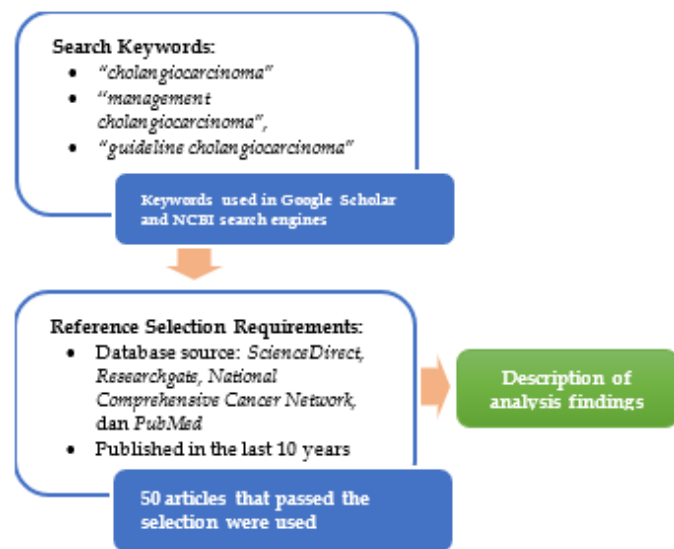 Search Keywords:
• “cholangiocarcinoma”
• “management
cholangiocarcinoma”,
• “guideline cholangiocarcinoma”
Keywords used in Google Scholar
and NCBI search engines
Reference Selection Requirements:
• Database source: ScienceDirect,
Researchgate, National
Comprehensive Cancer Network,
dan PubMed
• Published in the last 10 years
50 articles that passed the
selection were used
Description of
analysis findings